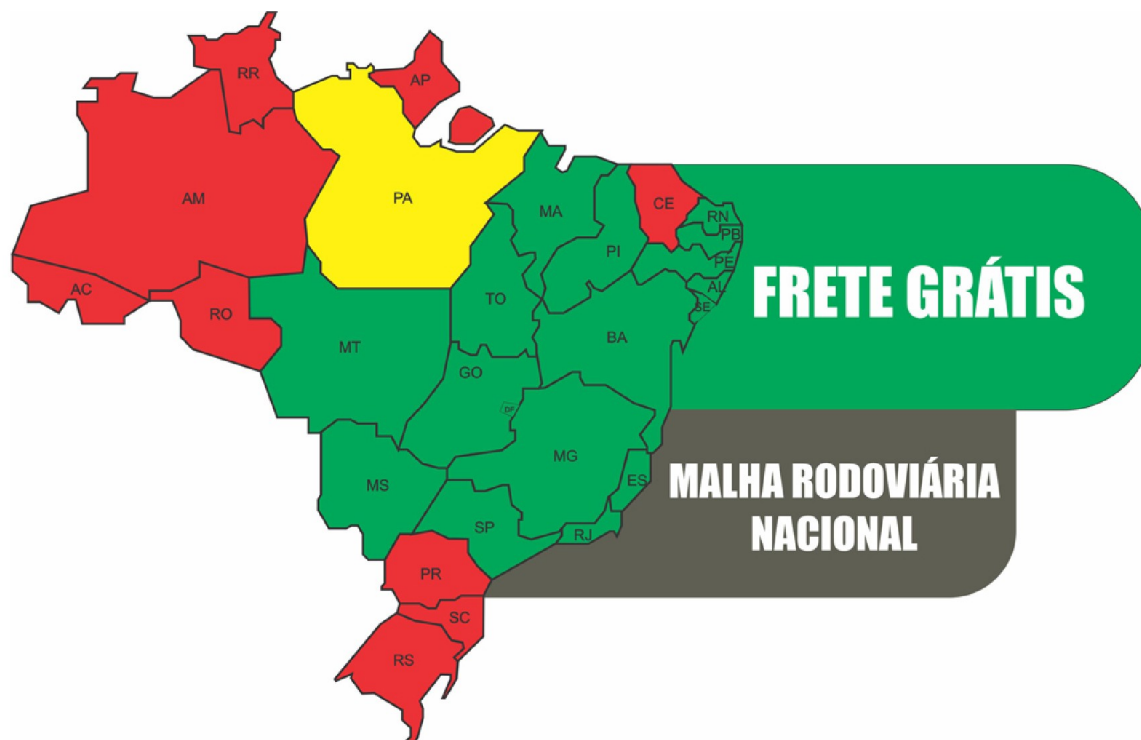 RR
AP
AM
PA
MA
CE
RN
PB
PI
PE
AL
SE
AC
RO
TO
BA
MT
GO
DF
MG
MS
ES
SP
RJ
PR
SC
RS
FRETE GRÁTIS
MALHA RODOVIÁRIA
NACIONAL